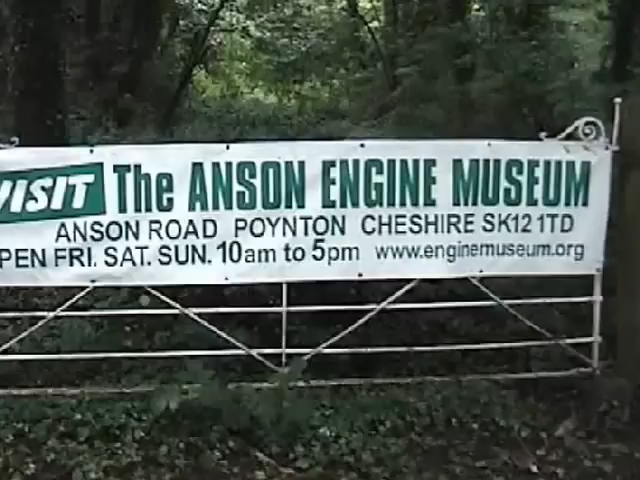 VISIT The ANSON ENGINE MUSEUM
ANSON ROAD POYNTON CHESHIRE SK12 1TD
PEN FRI. SAT. SUN. 10am to 5pm www.enginemuseum.org